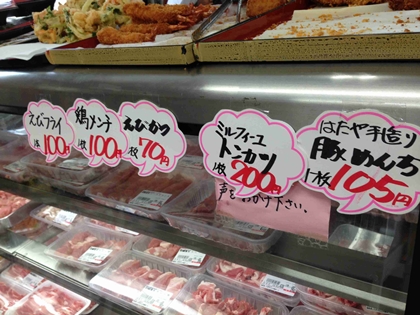 えびフライ
1本100円
鶏メンチ
1枚100円
えびかつ
1枚70円
ミルフィーユ
トンカツ
1枚200円
声をおかけ下さい。
はたや手造り
豚めんち
1枚105円